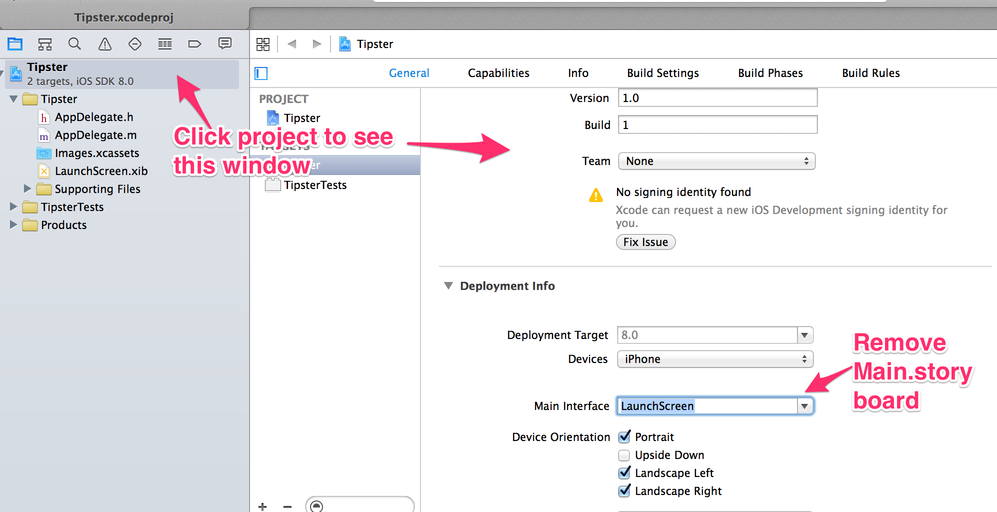 Tipster.xcodeproj
Tipster
Tipster
2 targets, iOS SDK 8.0
Tipster
AppDelegate.h
AppDelegate.m
Images.xcassets
LaunchScreen.xib
Supporting Files
TipsterTests
Products
General
Capabilities
Info
Build Settings
Build Phases
Build Rules
PROJECT
Tipster
TipsterTests
Click project to see
this window
Version 1.0
Build 1
Team None
No signing identity found
Xcode can request a new iOS Development signing identity for
you.
Fix Issue
Deployment Info
Deployment Target 8.0
Devices iPhone
Main Interface LaunchScreen
Device Orientation Portrait
Upside Down
Landscape Left
Landscape Right
Remove
Main.story
board